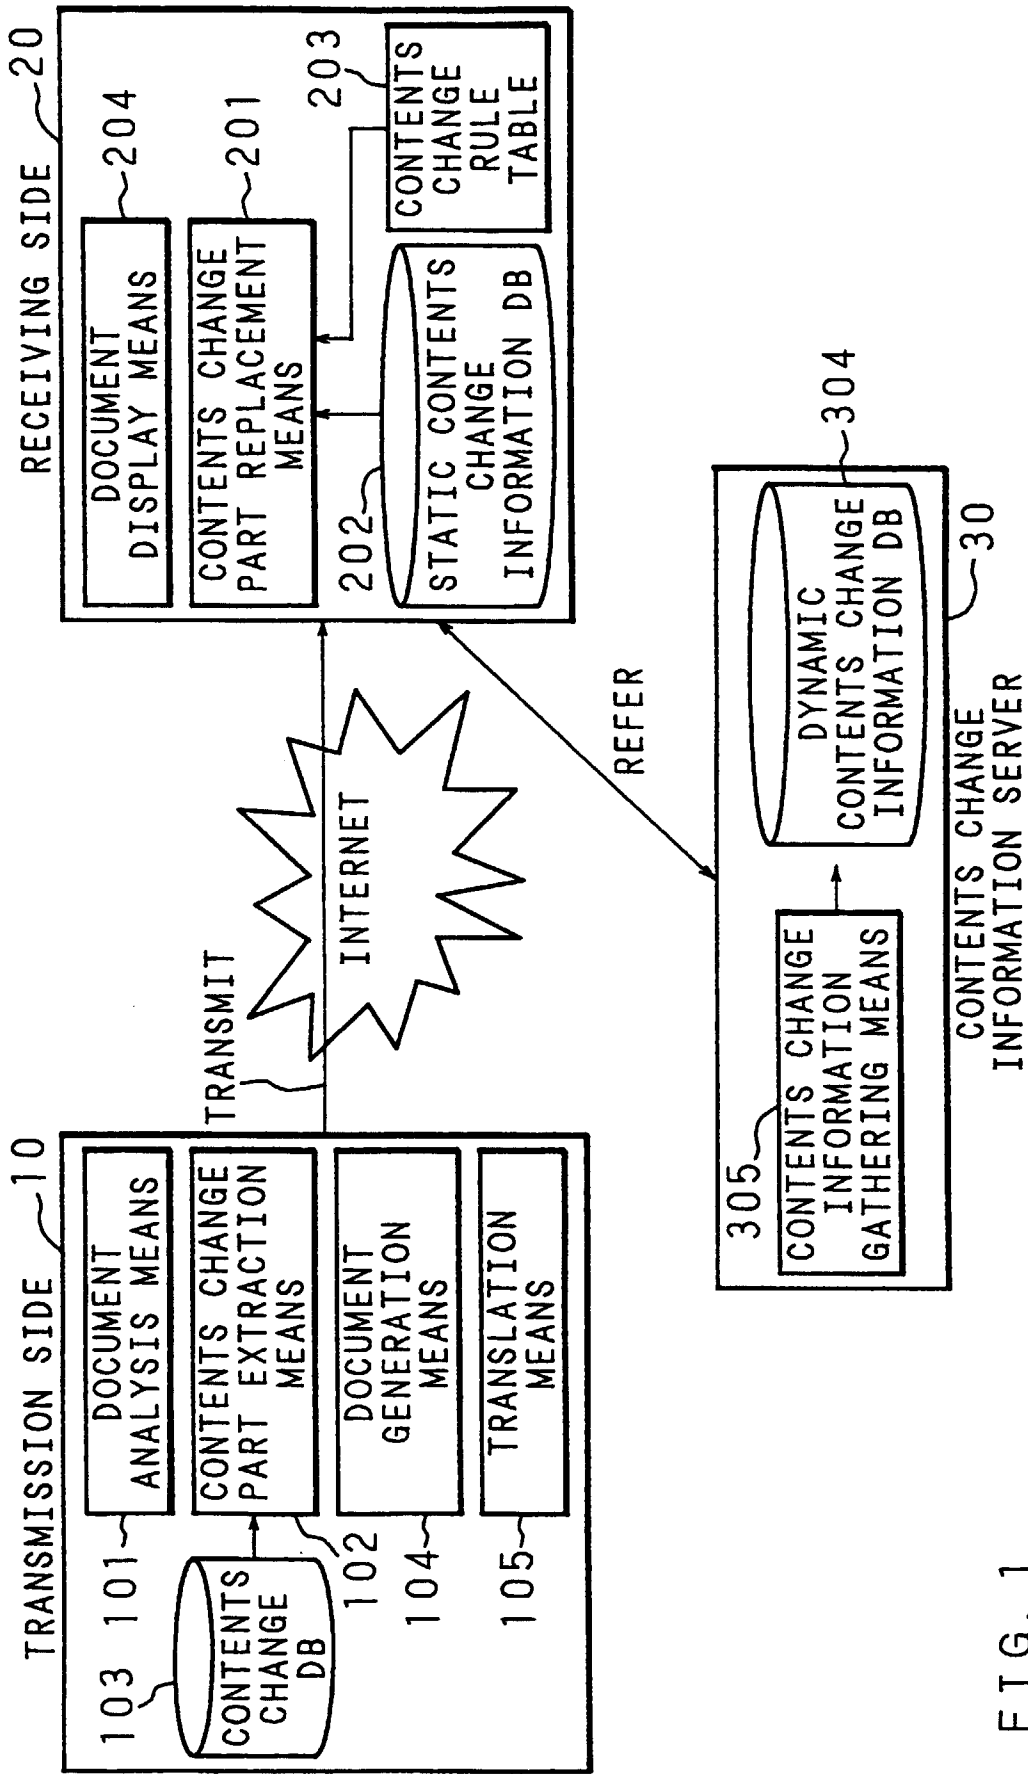 TRANSMISSION SIDE
10
DOCUMENT
ANALYSIS MEANS
101
103
CONTENTS
CHANGE
DB
CONTENTS CHANGE
PART EXTRACTION
MEANS
102
DOCUMENT
GENERATION
MEANS
104
TRANSLATION
MEANS
105
TRANSMIT
INTERNET
RECEIVING SIDE
20
DOCUMENT
DISPLAY MEANS
204
CONTENTS CHANGE
PART REPLACEMENT
MEANS
201
202
STATIC CONTENTS
CHANGE
INFORMATION DB
203
CONTENTS
CHANGE
RULE
TABLE
REFER
305
CONTENTS CHANGE
INFORMATION
GATHERING MEANS
DYNAMIC
CONTENTS CHANGE
INFORMATION DB
304
30
CONTENTS CHANGE
INFORMATION SERVER
FIG. 1